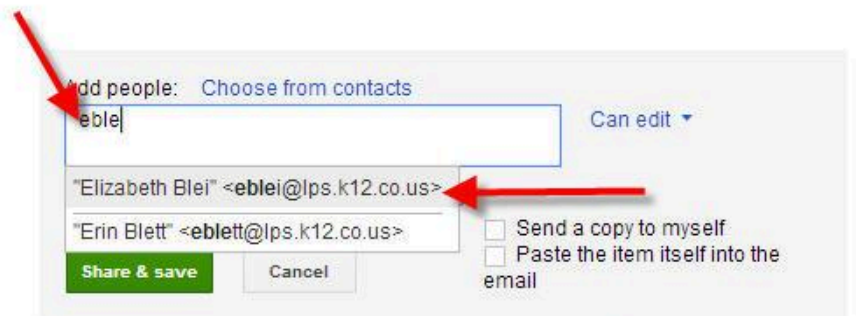 Add people: Choose from contacts
eble
Can edit
"Elizabeth Blei" <eblei@lps.k12.co.us>
"Erin Blett" <eblett@lps.k12.co.us>
Send a copy to myself
Paste the item itself into the
email
Share & save
Cancel